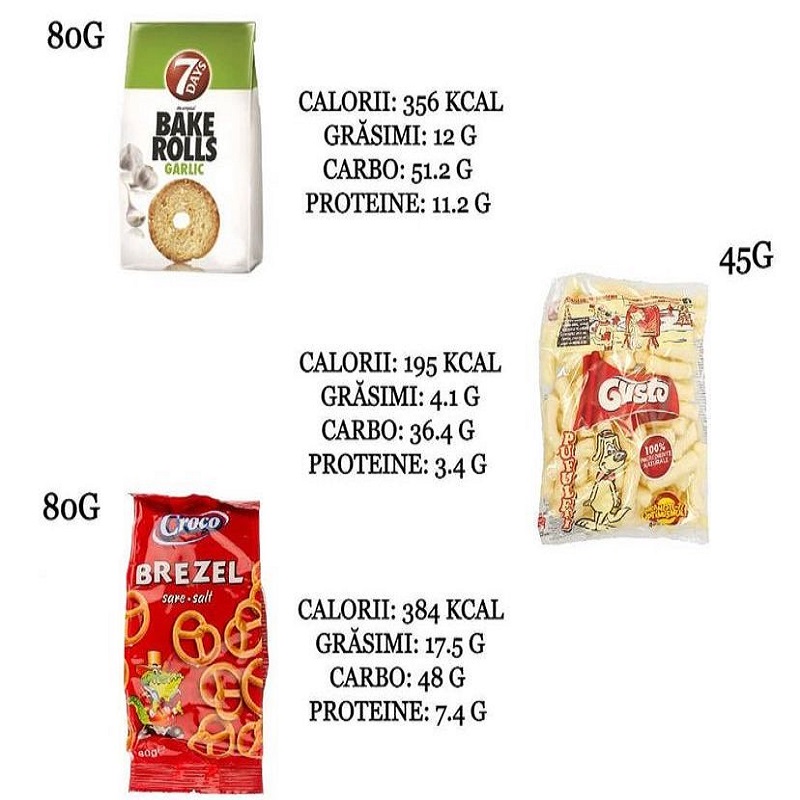 80G
7
DAYS
BAKE
ROLLS
GARLIC
CALORII: 356 KCAL
GRĂSIMI: 12 G
CARBO: 51.2 G
PROTEINE: 11.2 G
45G
Gusto
PUFULEȚI
100%
INGREDIENTE
NATURALE
CALORII: 195 KCAL
GRĂSIMI: 4.1 G
CARBO: 36.4 G
PROTEINE: 3.4 G
80G
Croco
BREZEL
sare • salt
80g
CALORII: 384 KCAL
GRĂSIMI: 17.5 G
CARBO: 48 G
PROTEINE: 7.4 G